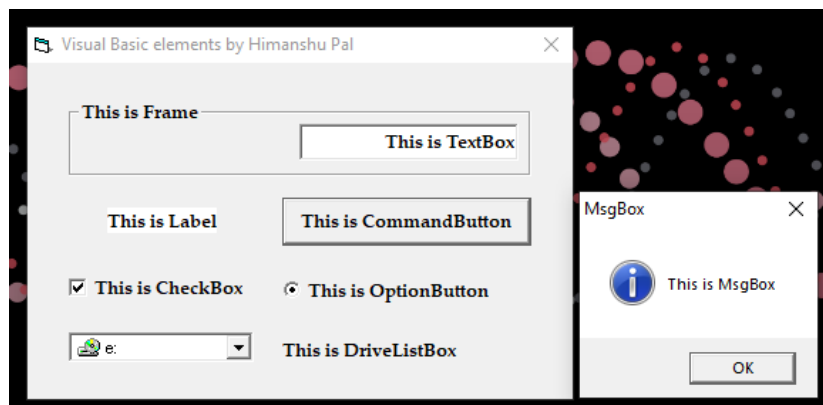 Visual Basic elements by Himanshu Pal
This is Frame
This is TextBox
This is Label
This is CommandButton
This is CheckBox
This is OptionButton
e:
This is DriveListBox
MsgBox
This is MsgBox
OK